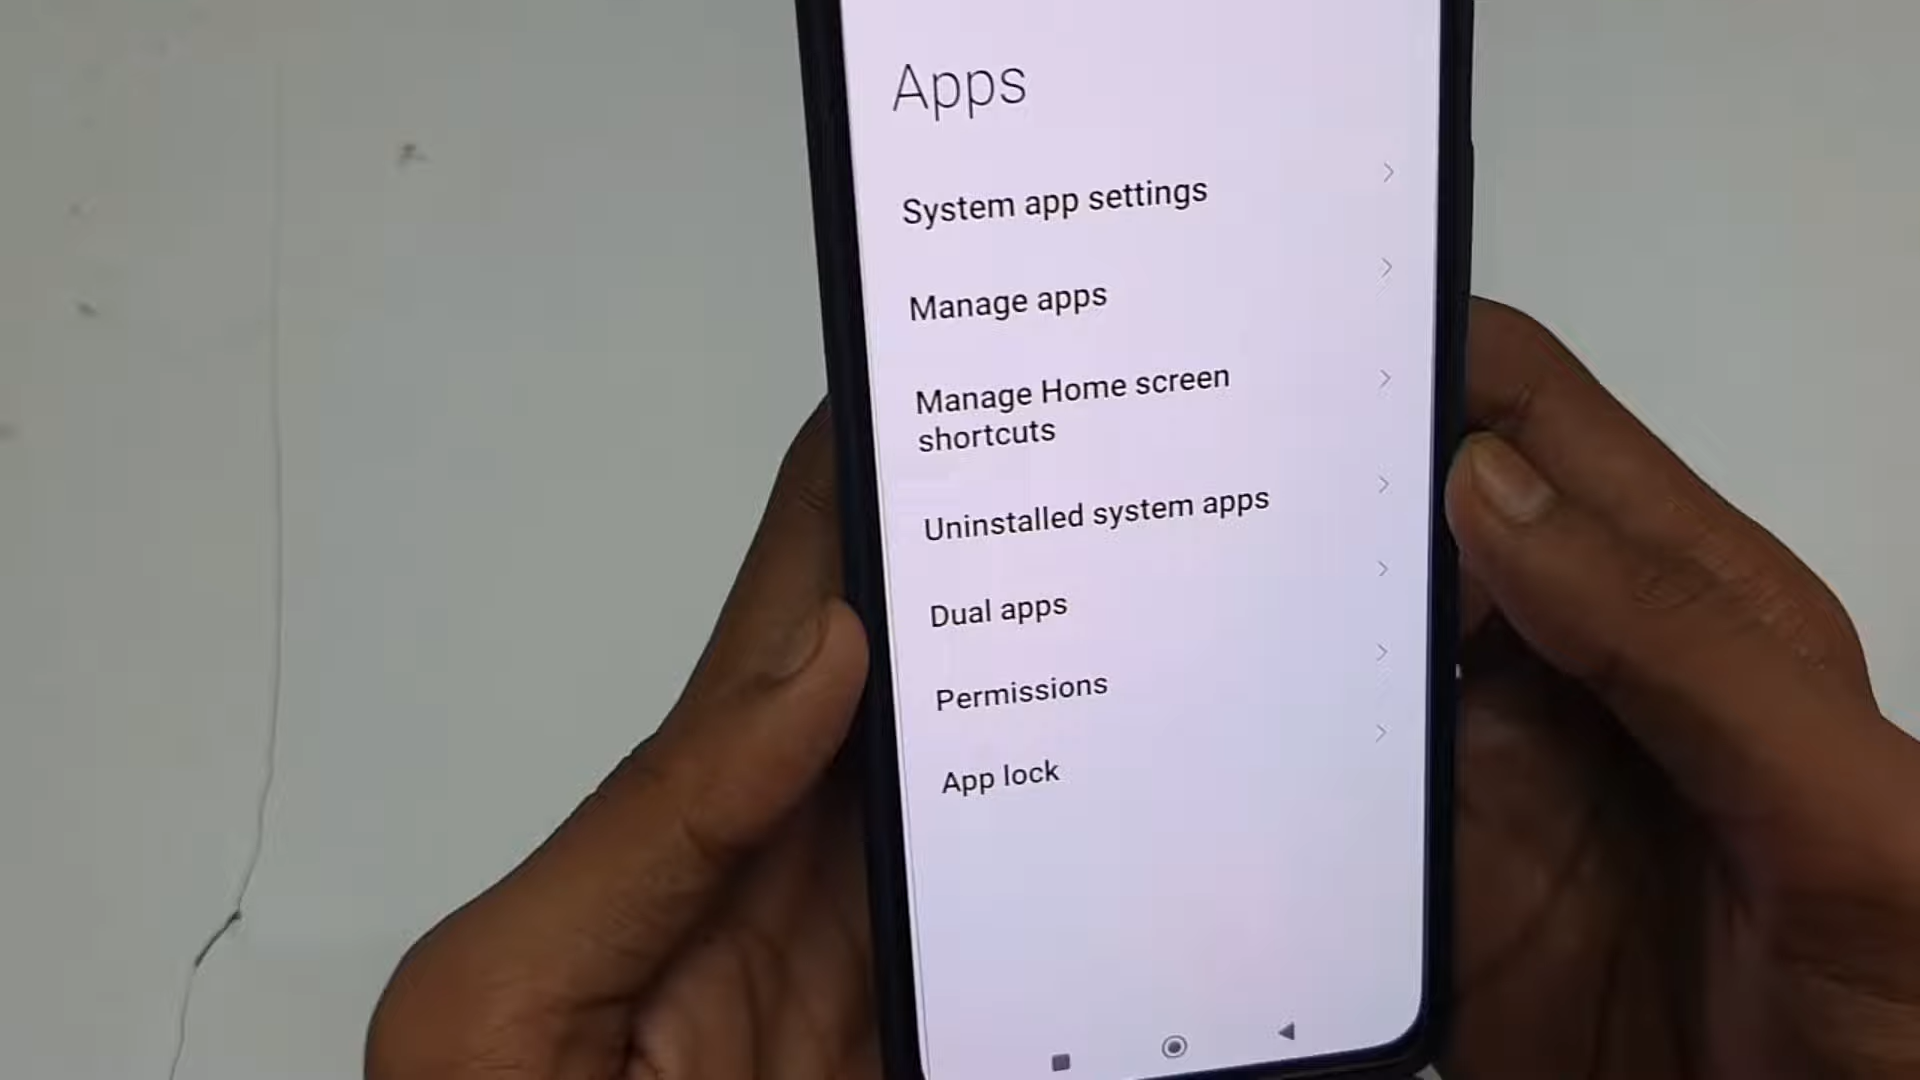 Apps
System app settings
Manage apps
Manage Home screen
shortcuts
Uninstalled system apps
Dual apps
Permissions
App lock